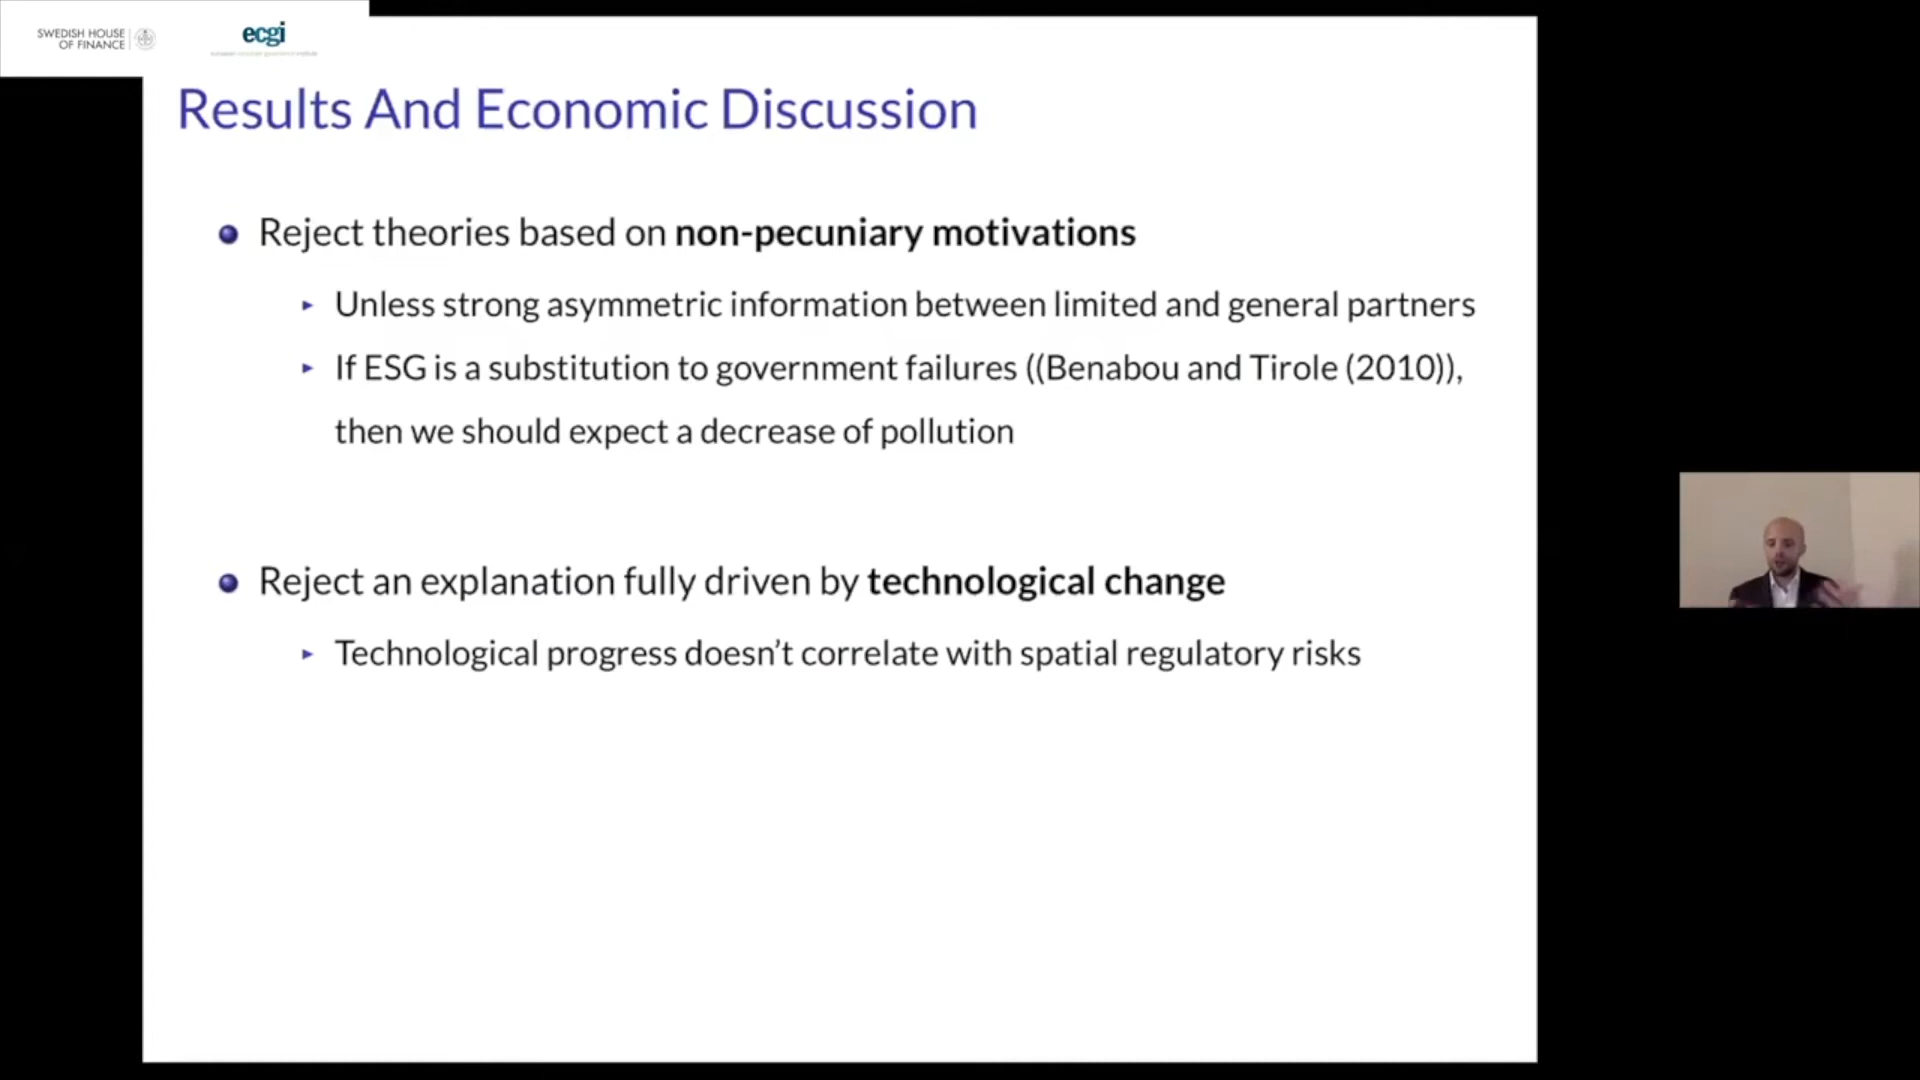 SWEDISH HOUSE
OF FINANCE
ecgi
Results And Economic Discussion
Reject theories based on non-pecuniary motivations
Unless strong asymmetric information between limited and general partners
If ESG is a substitution to government failures ((Benabou and Tirole (2010)),
then we should expect a decrease of pollution
Reject an explanation fully driven by technological change
Technological progress doesn't correlate with spatial regulatory risks